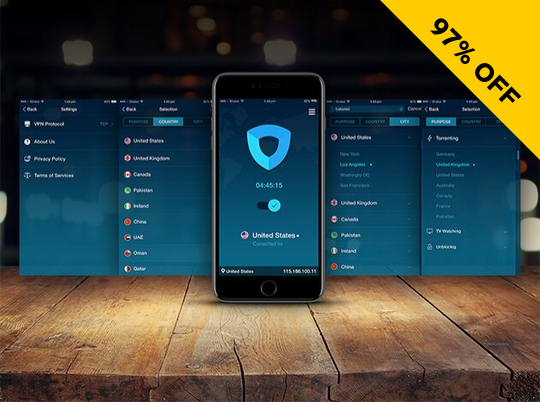 97% OFF
Back
Settings
VPN Protocol
TCP
About Us
Privacy Policy
Terms of Services
Back
Selection
PURPOSE
COUNTRY
CITY
United States
United Kingdom
Canada
Pakistan
Ireland
China
UAE
Oman
Qatar
04:45:15
United States
Conected to
United States
115.186.100.11
Cancel
PURPOSE
COUNTRY
CITY
United States
New York
Los Angeles
Washigto DC
San Francisco
United Kingdom
Canada
Pakistan
Ireland
China
Back
Selection
PURPOSE
COUNTRY
Torrenting
Germany
United Kingdom
United States
Australia
Canada
France
Pakistan
TV Watching
Unblockig